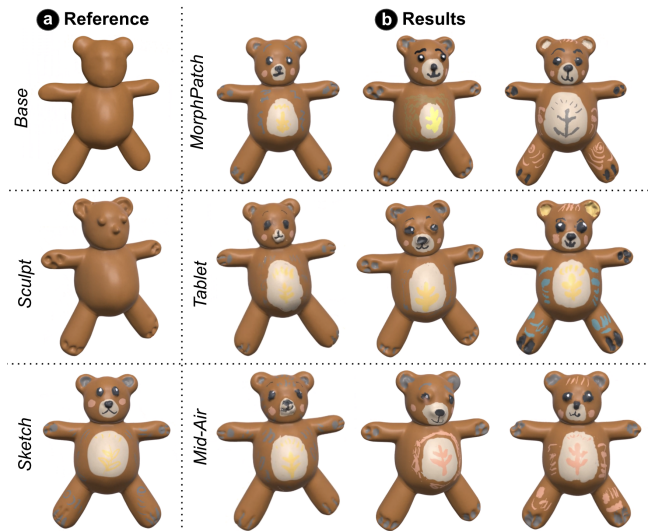 a Reference
b Results
Base
MorphPatch
Sculpt
Tablet
Sketch
Mid-Air